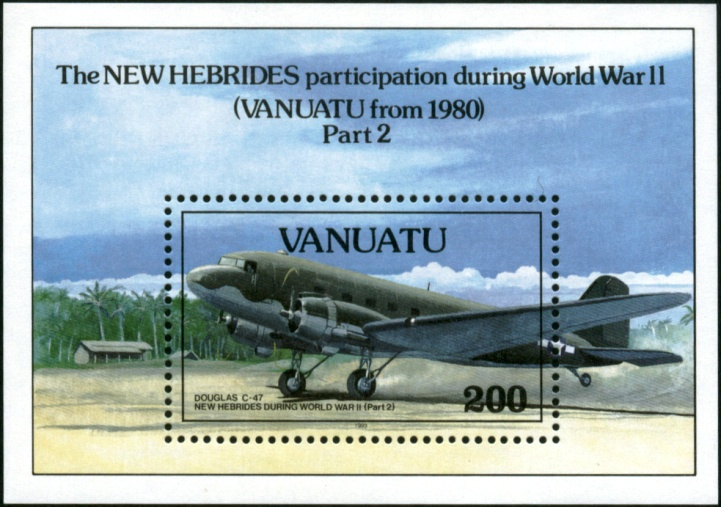 The NEW HEBRIDES participation during World War II
(VANUATU from 1980)
Part 2
VANUATU
DOUGLAS C-47
NEW HEBRIDES DURING WORLD WAR II (Part 2)
200